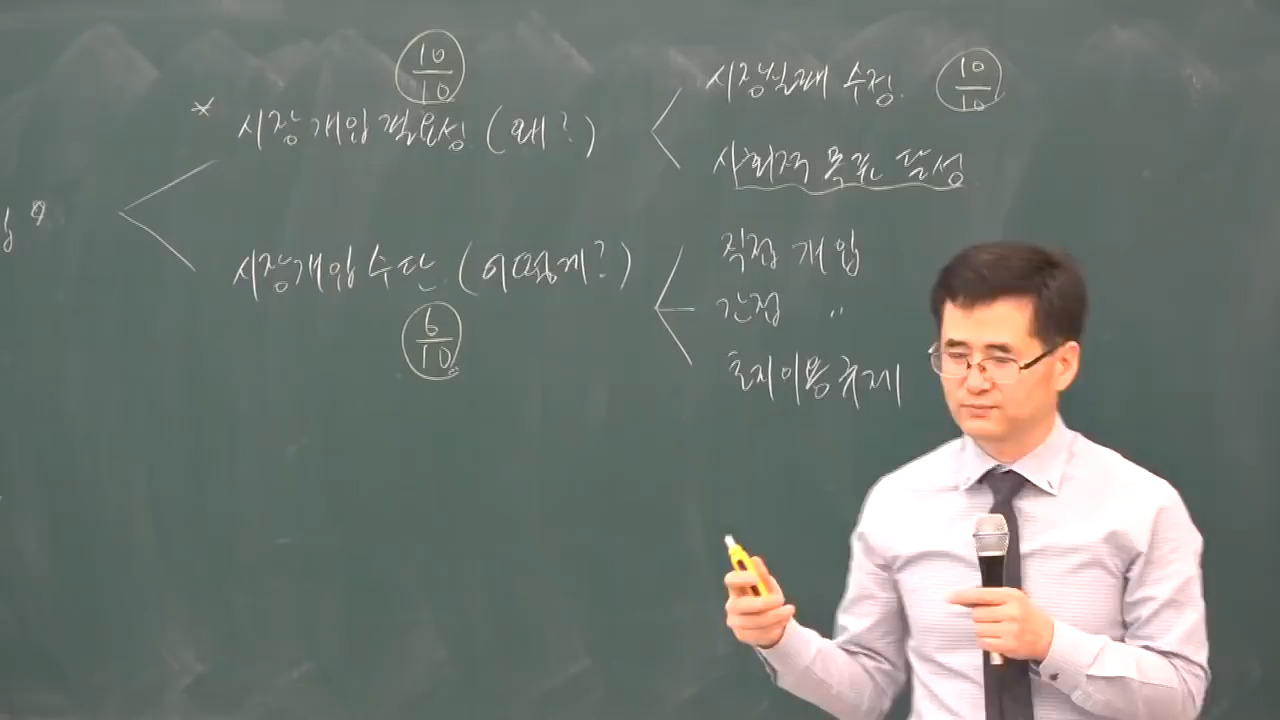 10/10
* 시장개입 필요성 (왜?)
시장실패 수정 10/10
사회적 목표 달성
시장개입 수단 (어떻게?)
6/10
직접 개입
간접 〃
토지이용규제